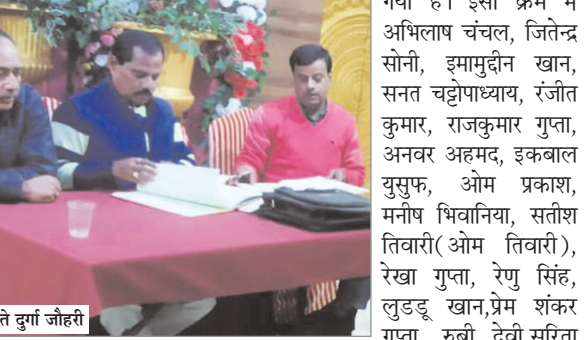 गया है। इसी क्रम में
अभिलाष चंचल, जितेन्द्र
सोनी, इमामुद्दीन खान,
सनत चट्टोपाध्याय, रंजीत
कुमार, राजकुमार गुप्ता,
अनवर अहमद, इकबाल
युसुफ, ओम प्रकाश,
मनीष भिवानिया, सतीश
तिवारी( ओम तिवारी),
रेखा गुप्ता, रेणु सिंह,
लुडडू खान,प्रेम शंकर
गुप्ता, रुबी देवी,सरिता
ते दुर्गा जौहरी